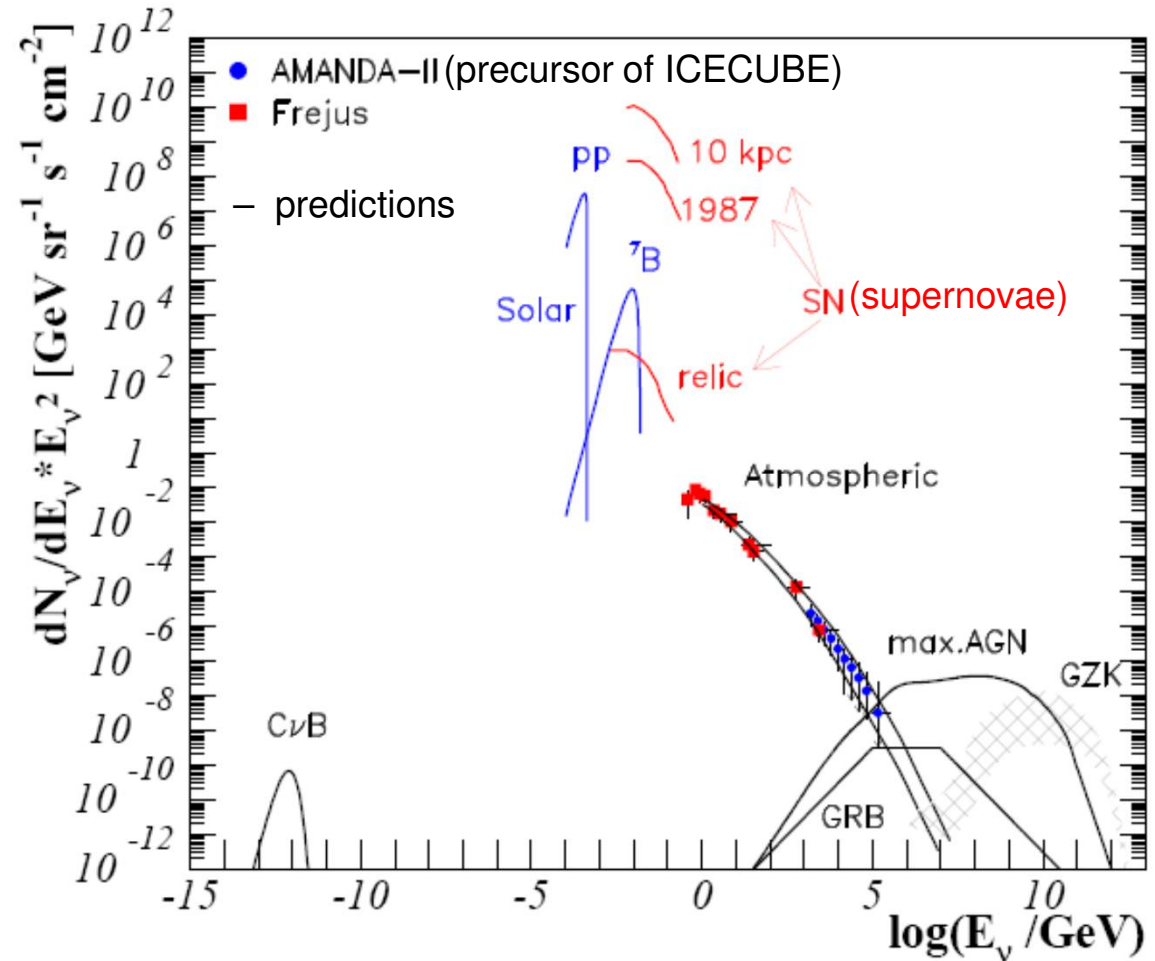 dN_ν/dE_ν*E_ν^2 [GeV sr^-1 s^-1 cm^-2]
10^12
10^10
10^8
10^6
10^4
10^2
1
10^-2
10^-4
10^-6
10^-8
10^-10
10^-12
AMANDA-II (precursor of ICECUBE)
Frejus
– predictions
10 kpc
pp
1987
^7B
Solar
SN (supernovae)
relic
Atmospheric
max.AGN
GZK
CνB
GRB
-15 -10 -5 0 5 10
log(E_ν /GeV)